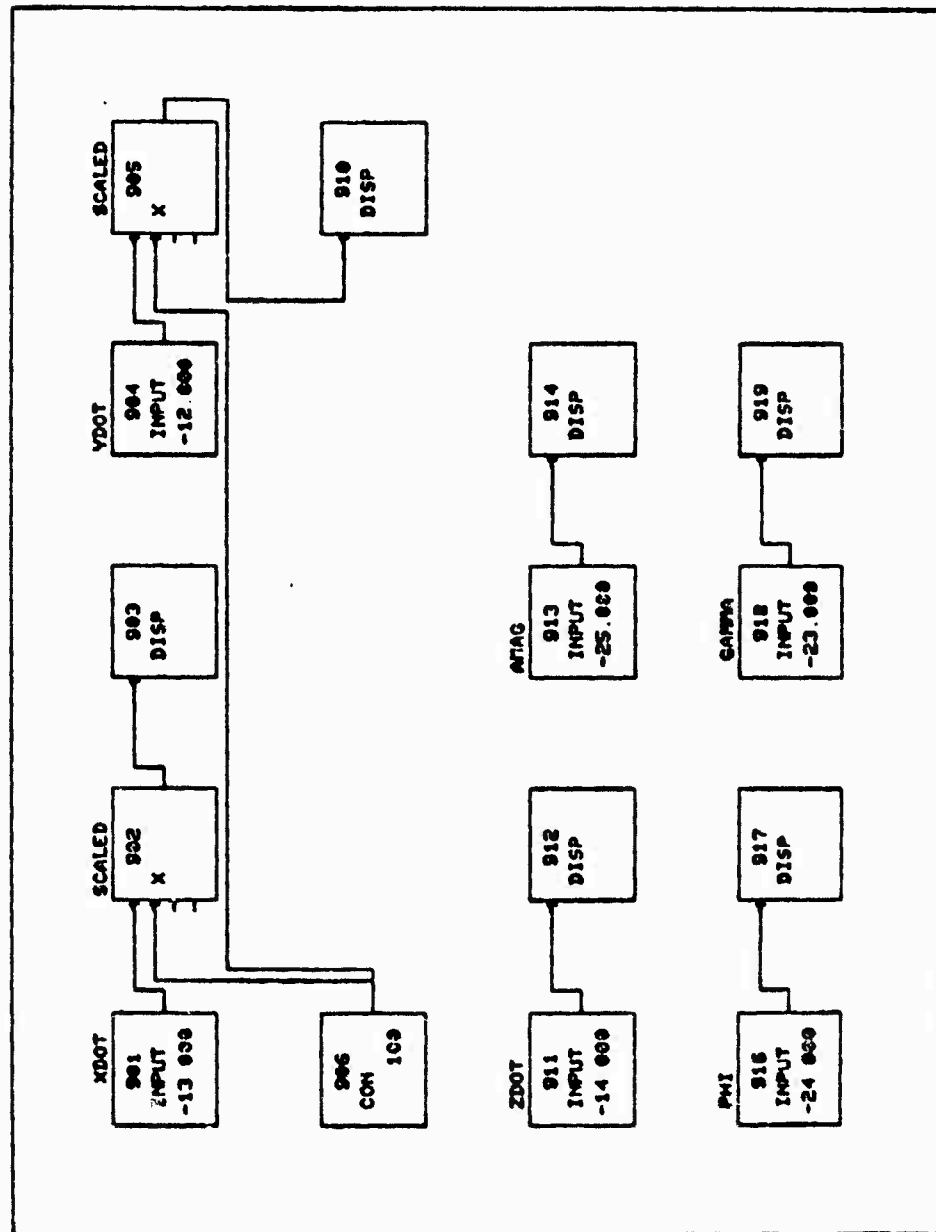 XDOT
901
INPUT
-13 000
SCALED
902
X
903
DISP
YDOT
904
INPUT
-12.000
SCALED
905
X
906
CON 100
910
DISP
ZDOT
911
INPUT
-14 000
912
DISP
AMAG
913
INPUT
-25.000
914
DISP
PHI
916
INPUT
-24 000
917
DISP
GAMMA
918
INPUT
-23.000
919
DISP